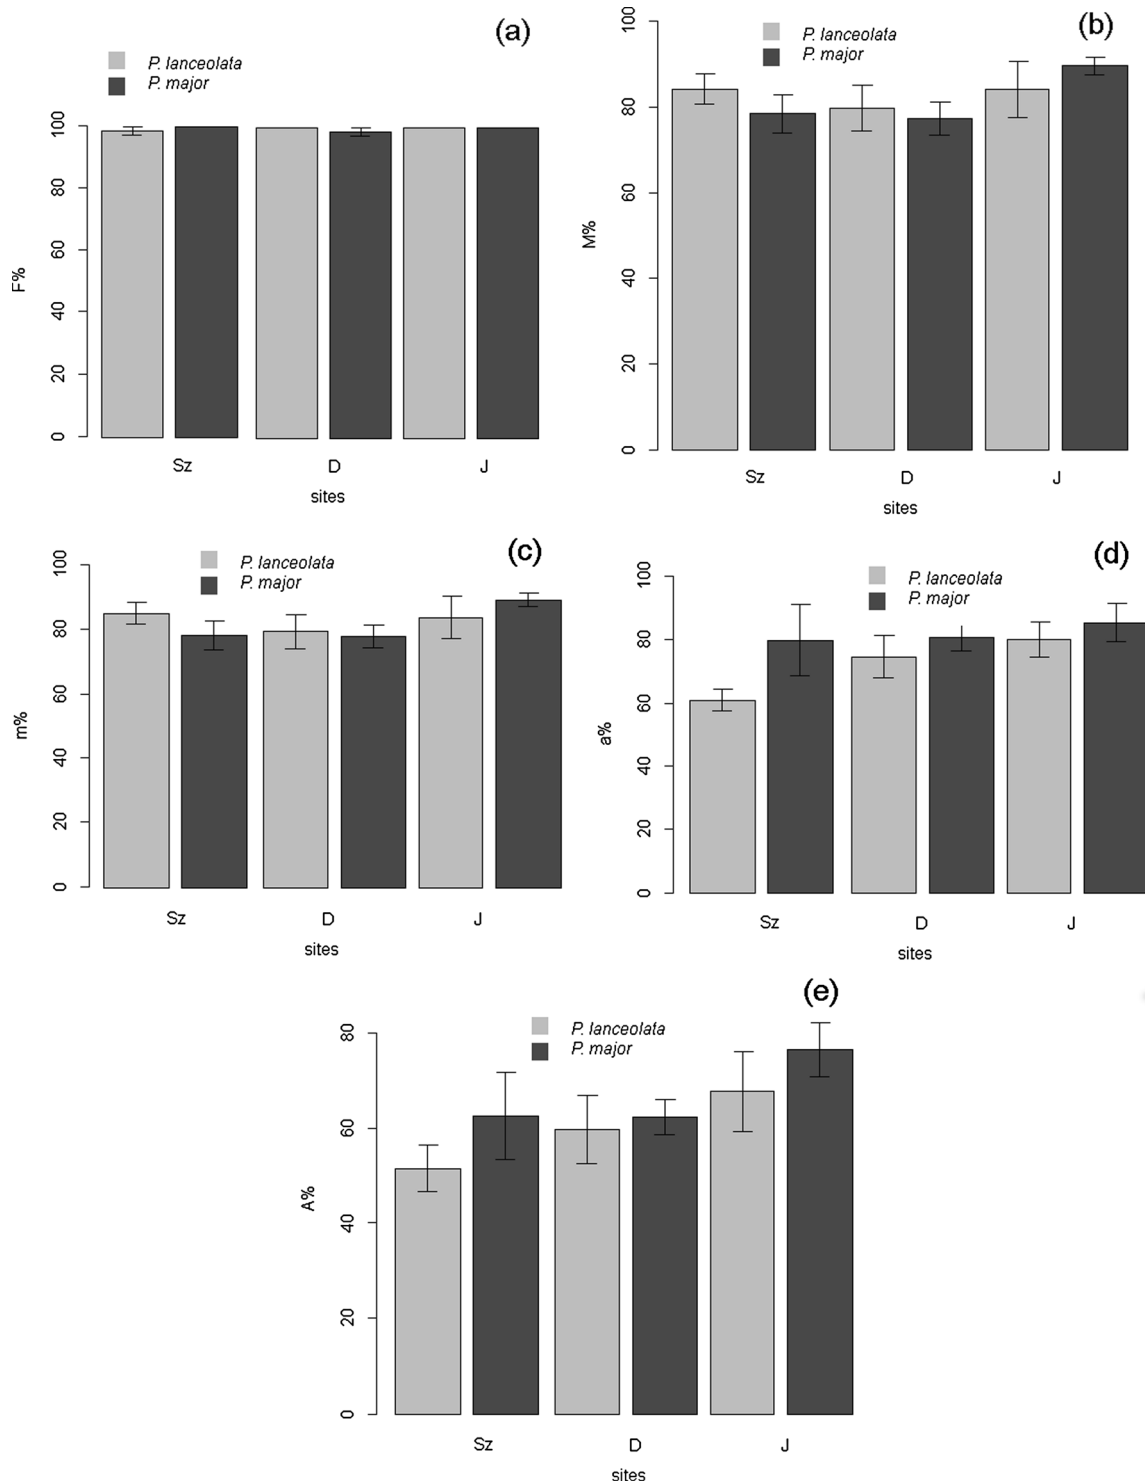 (a)
P. lanceolata
P. major
100
80
60
40
20
0
F%
Sz D J
sites
(b)
P. lanceolata
P. major
100
80
60
40
20
0
M%
Sz D J
sites
(c)
P. lanceolata
P. major
100
80
60
40
20
0
m%
Sz D J
sites
(d)
P. lanceolata
P. major
100
80
60
40
20
0
a%
Sz D J
sites
(e)
P. lanceolata
P. major
80
60
40
20
0
A%
Sz D J
sites